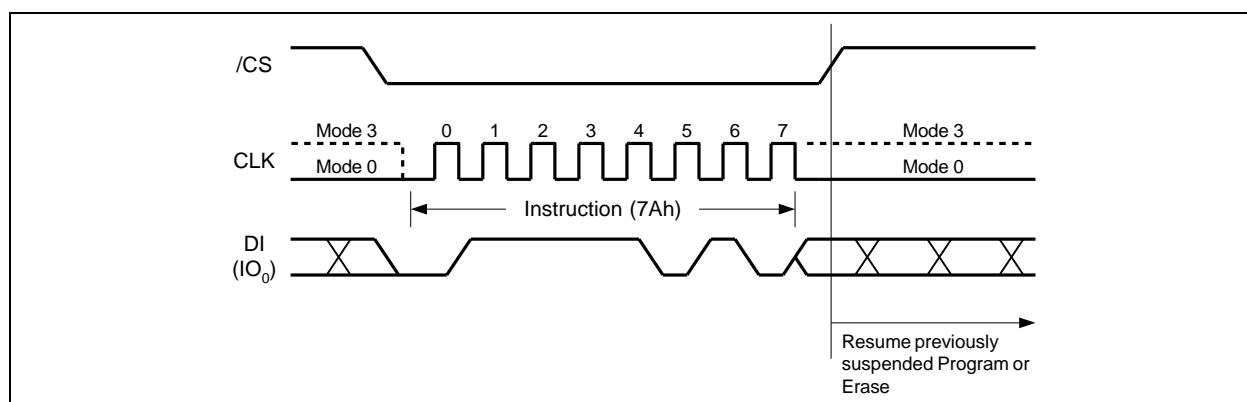 /CS
Mode 3
0 1 2 3 4 5 6 7
Mode 3
CLK
Mode 0
Mode 0
Instruction (7Ah)
DI
(IO0)
Resume previously
suspended Program or
Erase